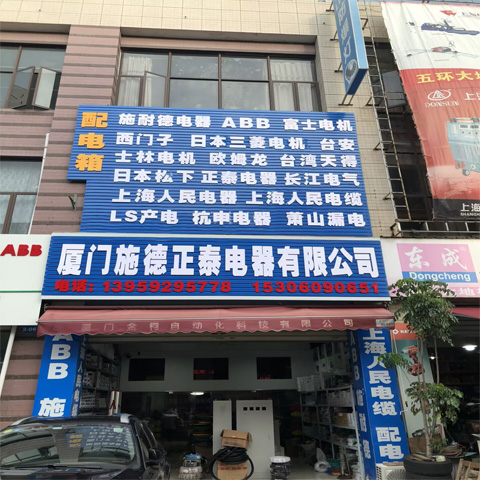 配电箱
施耐德电器 ABB 富士电机
西门子 日本三菱电机 台安
士林电机 欧姆龙 台湾天得
日本松下 正泰电器 长江电气
上海人民电器 上海人民电缆
LS产电 杭申电器 萧山漏电
厦门施德正泰电器有限公司
电话:13959295778 15306090651
ABB
东成
Dongcheng
五环大
DONSUN
上海
ABB 施
上海人民电缆 配电